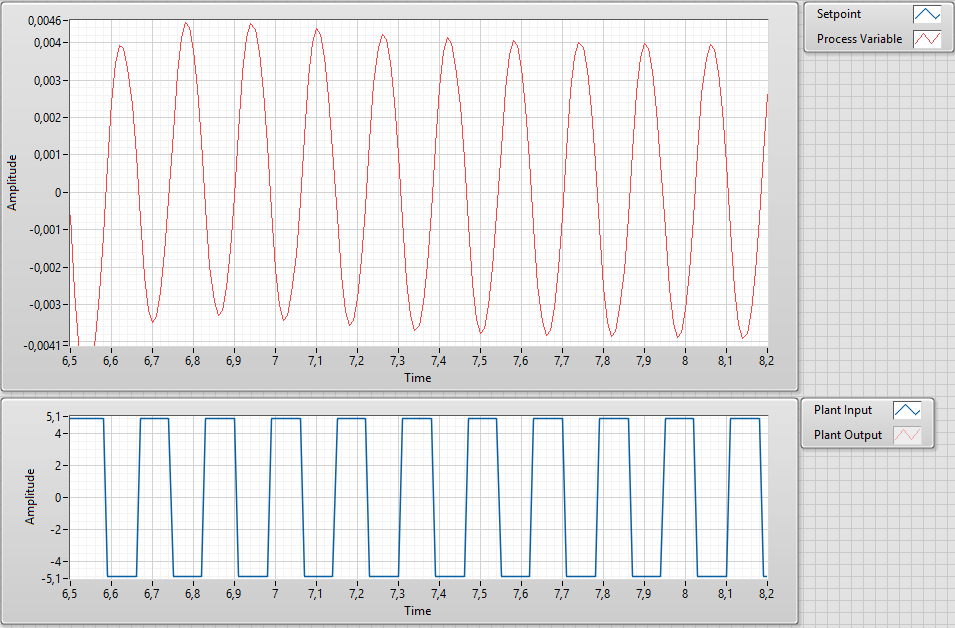 Setpoint
Process Variable
Amplitude
0,0046
0,004
0,003
0,002
0,001
0
-0,001
-0,002
-0,003
-0,0041
6,5 6,6 6,7 6,8 6,9 7 7,1 7,2 7,3 7,4 7,5 7,6 7,7 7,8 7,9 8 8,1 8,2
Time
Plant Input
Plant Output
Amplitude
5,1
4
2
0
-2
-4
-5,1
6,5 6,6 6,7 6,8 6,9 7 7,1 7,2 7,3 7,4 7,5 7,6 7,7 7,8 7,9 8 8,1 8,2
Time